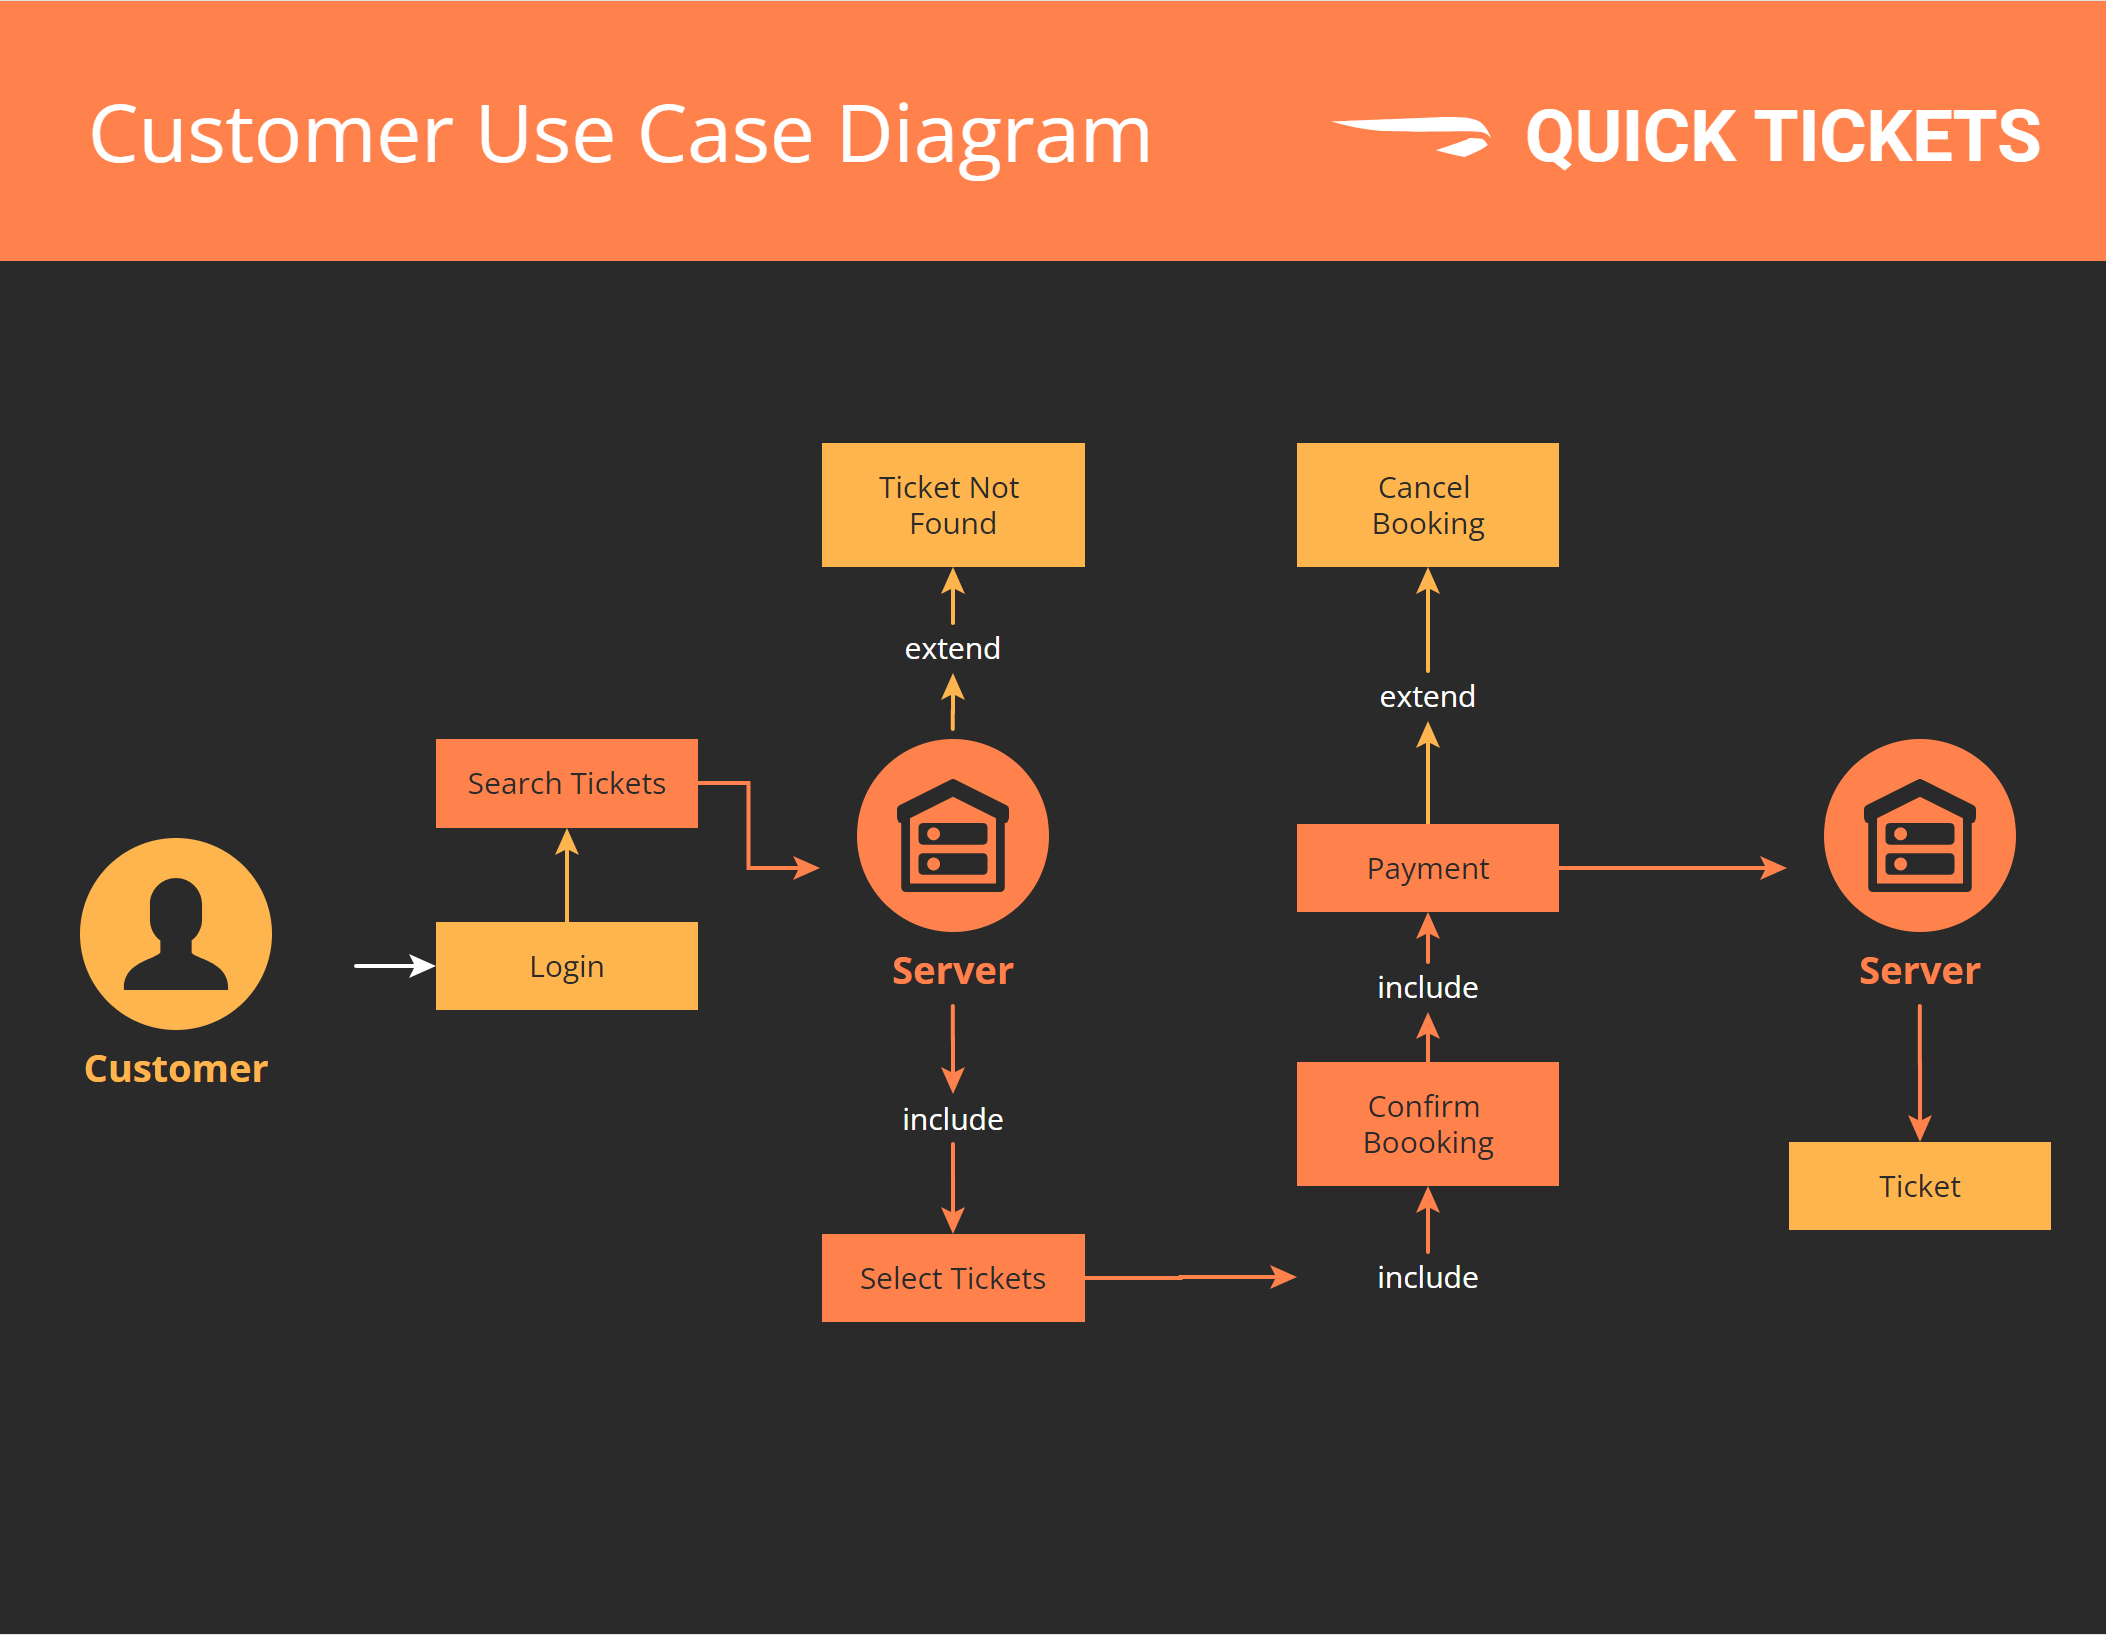 Customer Use Case Diagram
QUICK TICKETS
Ticket Not
Found
Cancel
Booking
extend
extend
Search Tickets
Payment
Login
Server
include
Server
Customer
include
Confirm
Boooking
Ticket
Select Tickets
include